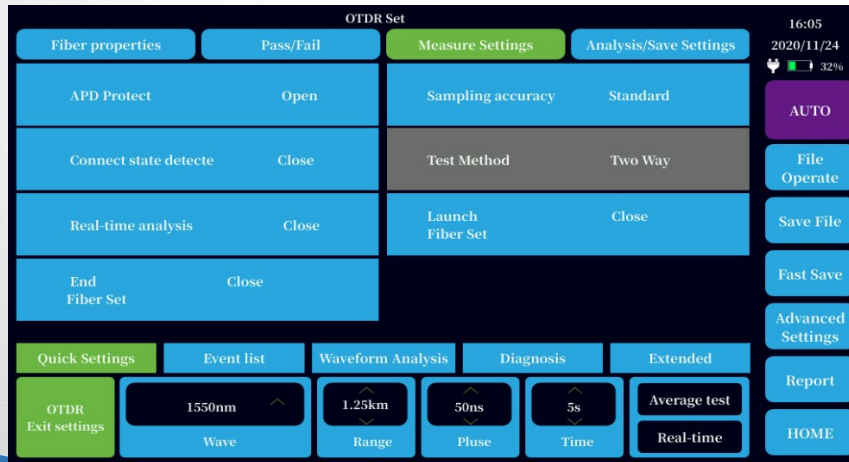 OTDR Set
16:05
2020/11/24
32%
Fiber properties
Pass/Fail
Measure Settings
Analysis/Save Settings
APD Protect
Open
Sampling accuracy
Standard
Connect state detecte
Close
Test Method
Two Way
Real-time analysis
Close
Launch
Fiber Set
Close
End
Fiber Set
Close
Quick Settings
Event list
Waveform Analysis
Diagnosis
Extended
OTDR
Exit settings
1550nm
Wave
1.25km
Range
50ns
Pluse
5s
Time
Average test
Real-time
AUTO
File
Operate
Save File
Fast Save
Advanced
Settings
Report
HOME